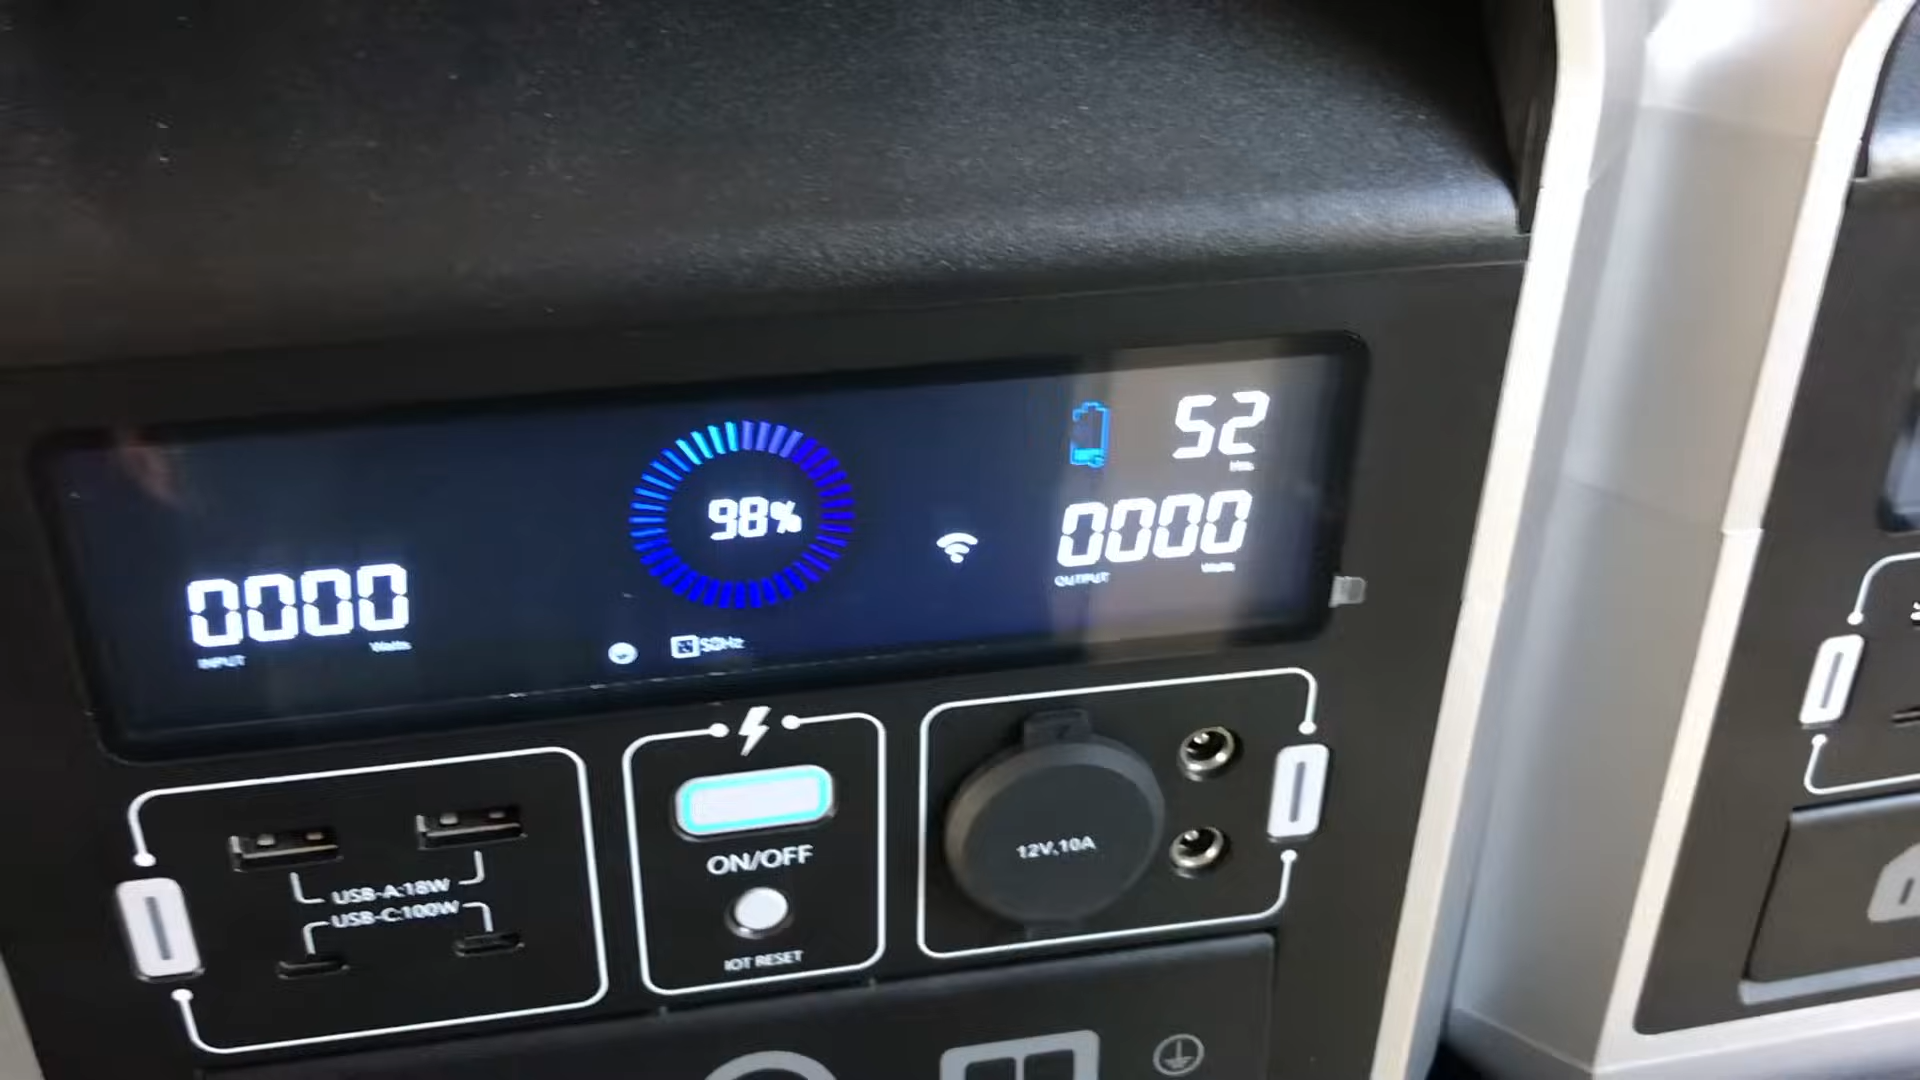 52
Hrs
98%
0000
OUTPUT
Watts
0000
INPUT
Watts
50Hz
ON/OFF
12V,10A
USB-A:18W
USB-C:100W
IOT RESET